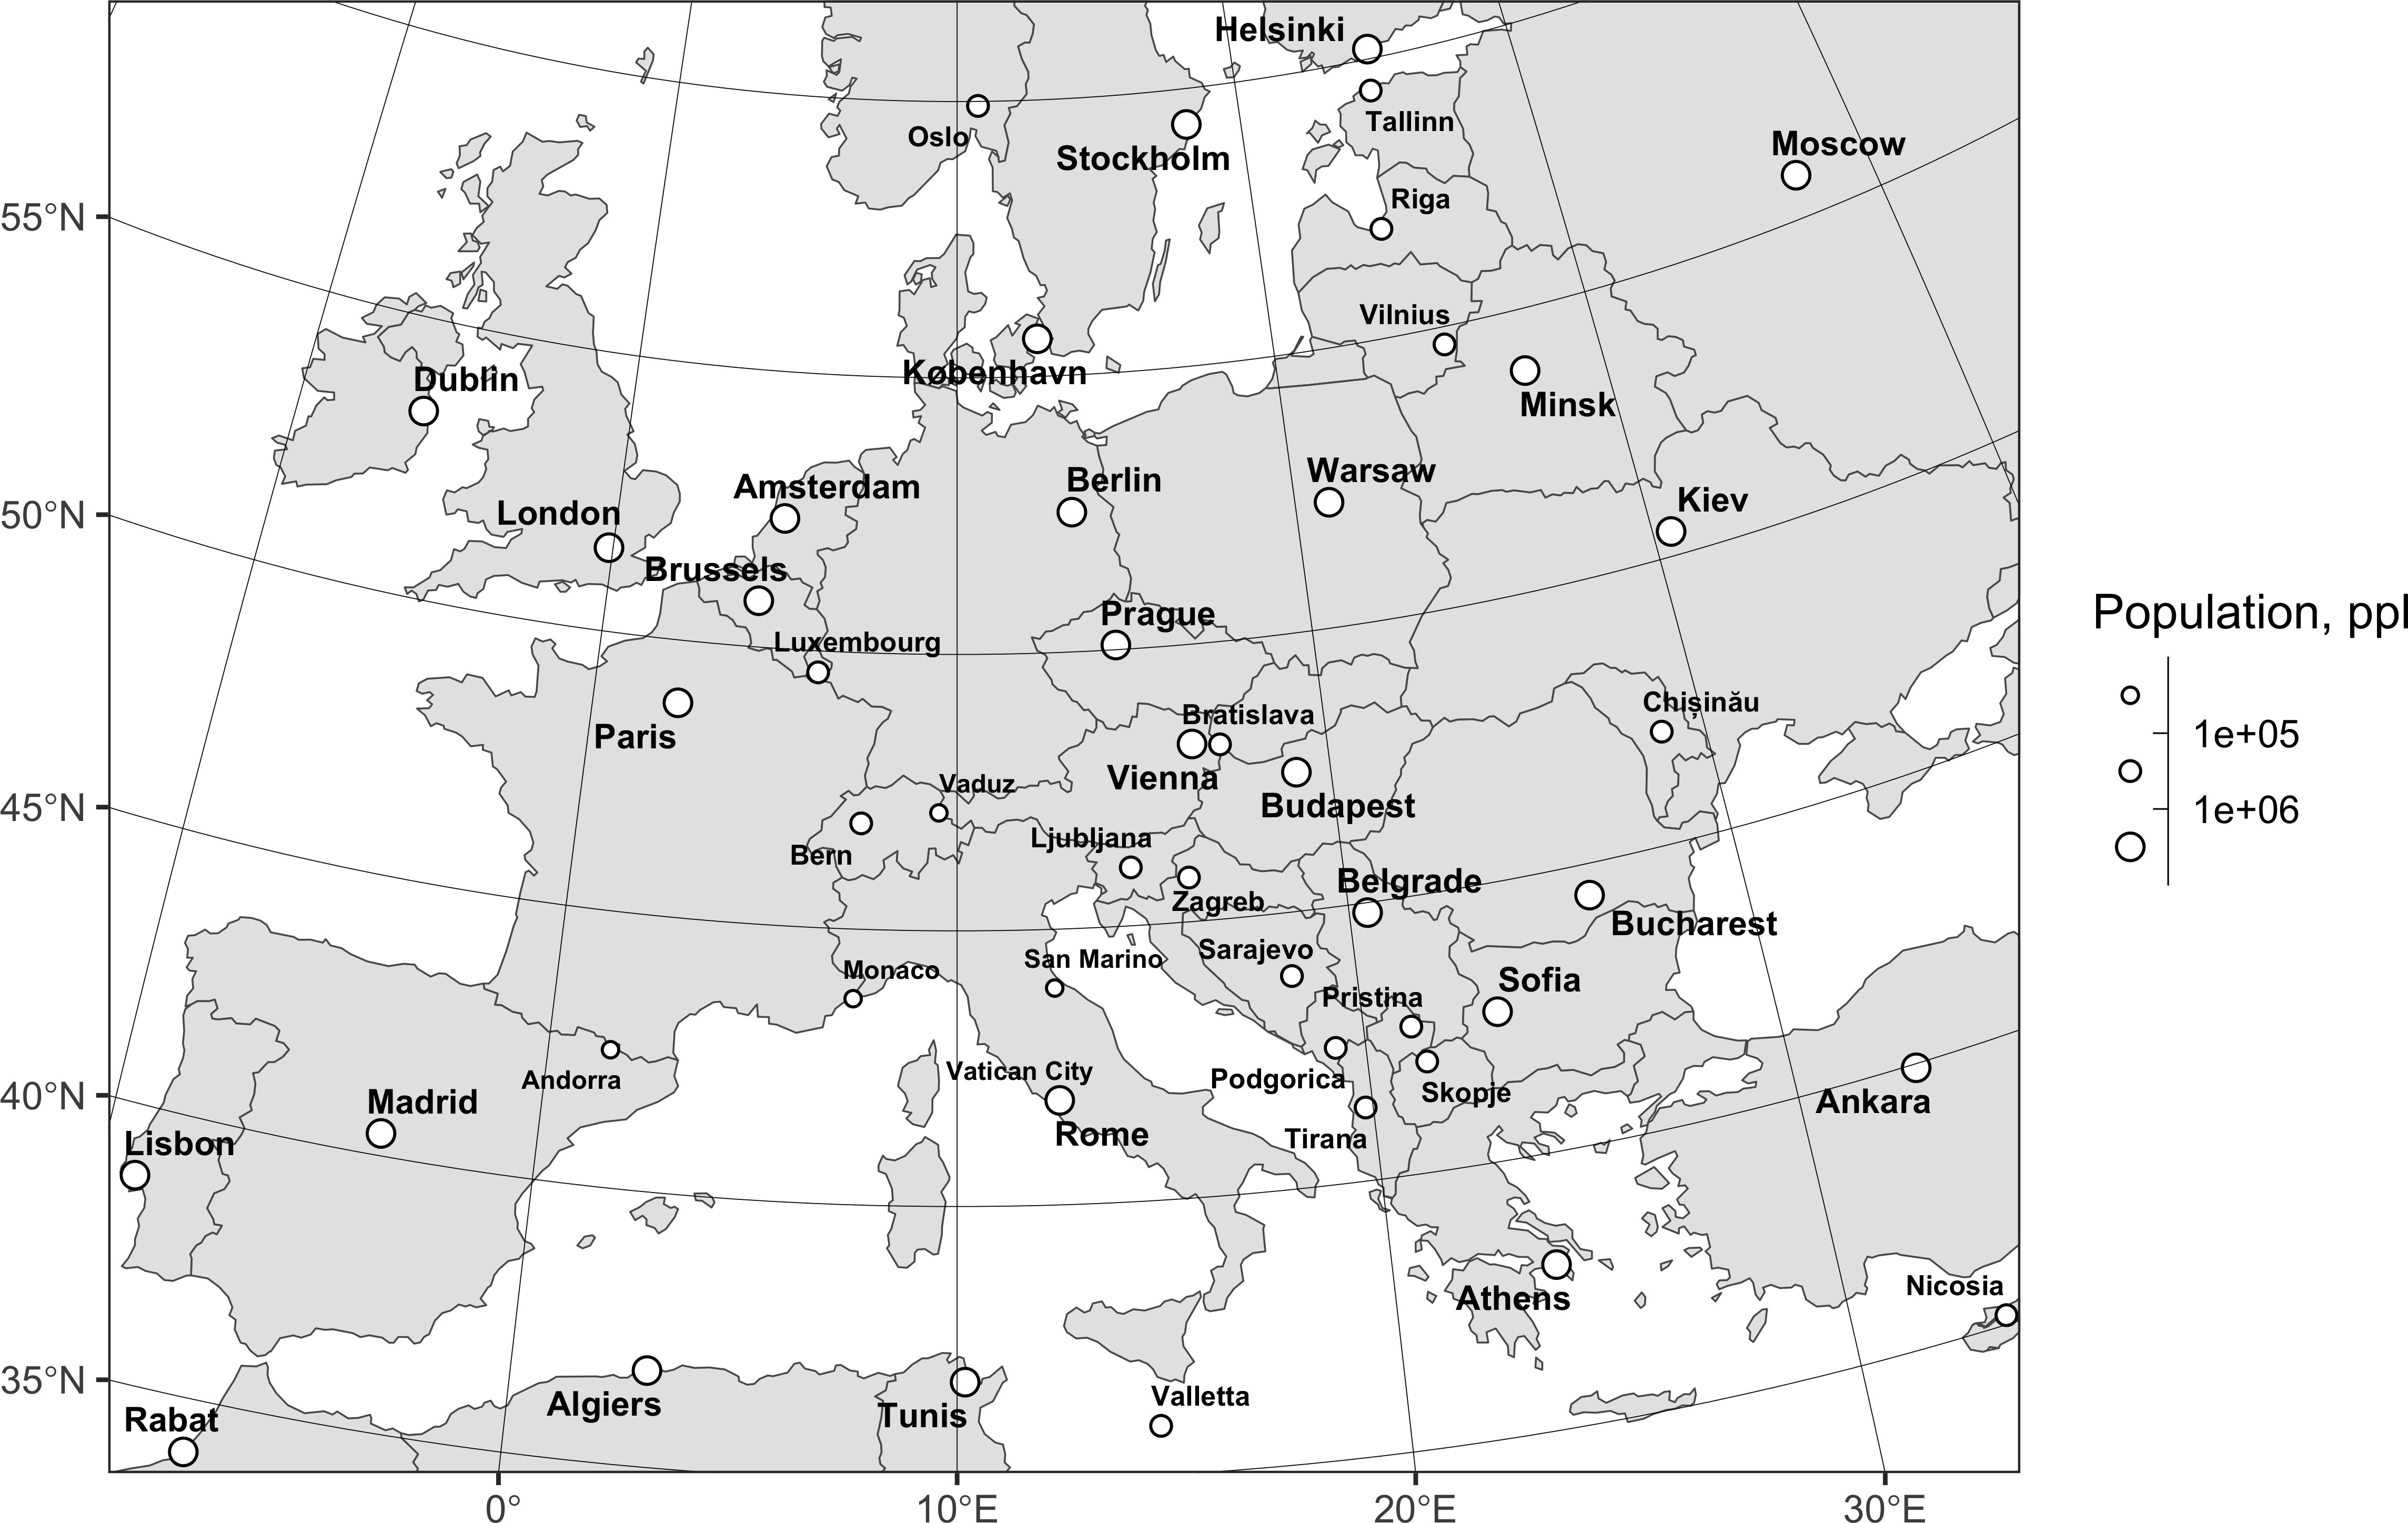 Helsinki
Tallinn
Oslo
Stockholm
Moscow
Riga
55°N
Vilnius
København
Dublin
Minsk
Warsaw
Berlin
Amsterdam
Kiev
50°N
London
Brussels
Population, ppl
Prague
Luxembourg
Chișinău
Bratislava
Paris
1e+05
Vienna
Vaduz
45°N
Budapest
1e+06
Ljubljana
Bern
Belgrade
Zagreb
Bucharest
Sarajevo
San Marino
Monaco
Sofia
Pristina
Vatican City
Andorra
Podgorica
Skopje
40°N
Madrid
Ankara
Rome
Tirana
Lisbon
Nicosia
Athens
35°N
Valletta
Algiers
Tunis
Rabat
0°
10°E
20°E
30°E